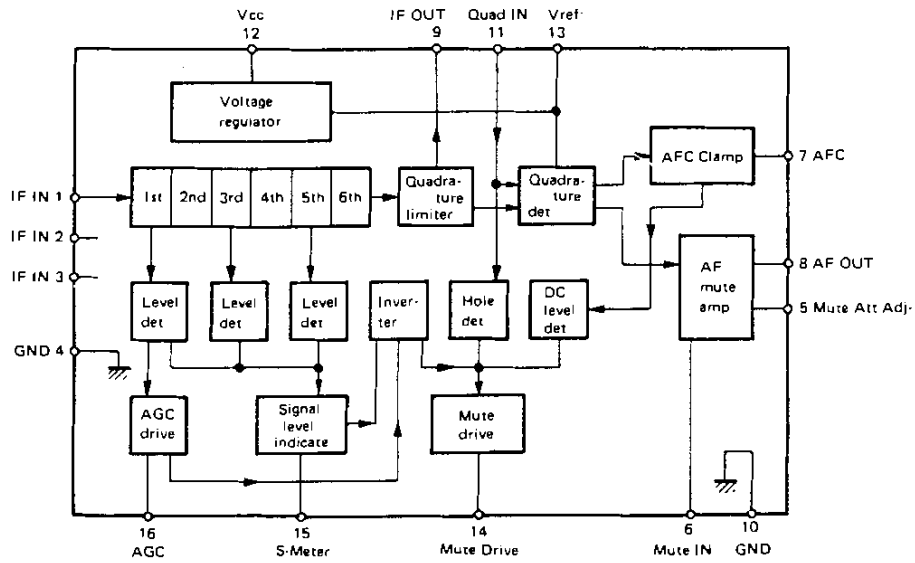 Vcc
12
IF OUT
9
Quad IN
11
Vref
13
Voltage
regulator
AFC Clamp
7 AFC
IF IN 1
1st 2nd 3rd 4th 5th 6th
Quadra-
ture
limiter
Quadra-
ture
det
IF IN 2
IF IN 3
AF
mute
amp
8 AF OUT
5 Mute Att Adj.
Level
det
Level
det
Level
det
Inver-
ter
Hole
det
DC
level
det
GND 4
AGC
drive
Signal
level
indicate
Mute
drive
16
AGC
15
S-Meter
14
Mute Drive
6
Mute IN
10
GND